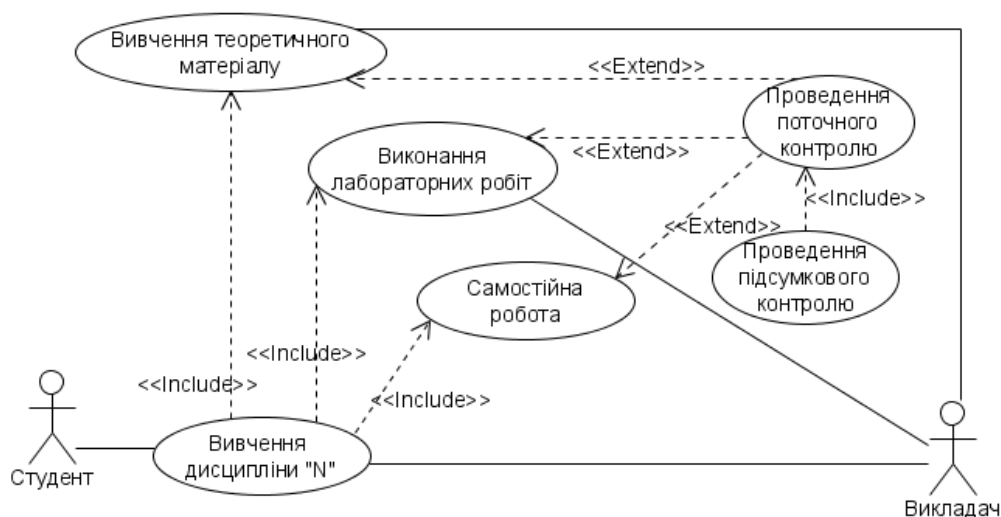 Вивчення теоретичного
матеріалу
<<Extend>>
Проведення
поточного
контролю
<<Extend>>
Виконання
лабораторних робіт
<<Include>>
<<Extend>>
Проведення
підсумкового
контролю
Самостійна
робота
<<Include>>
<<Include>>
<<Include>>
Вивчення
дисципліни "N"
Студент
Викладач